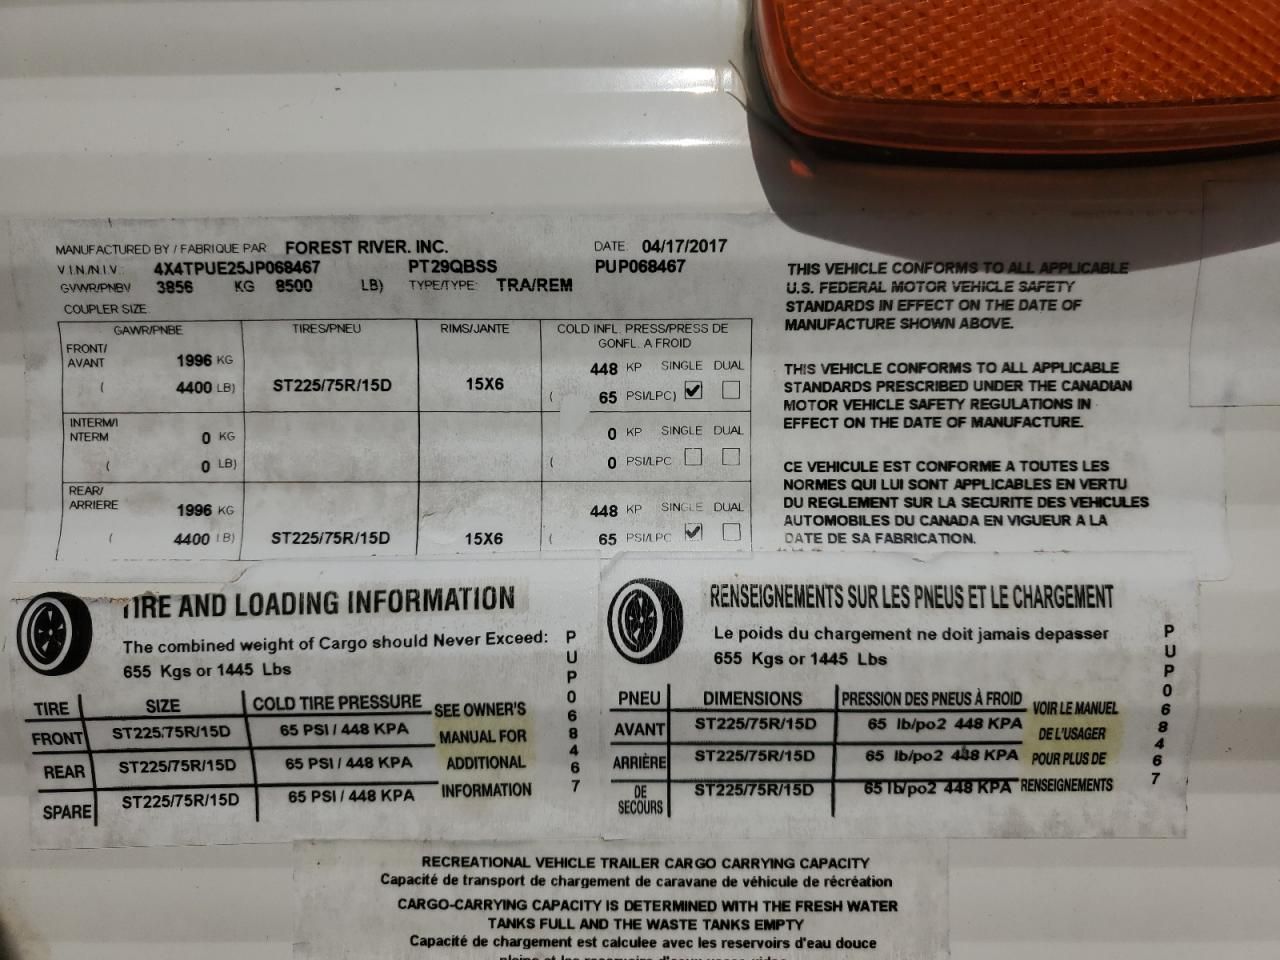 MANUFACTURED BY / FABRIQUE PAR FOREST RIVER. INC. DATE: 04/17/2017
V.I.N./N.I.V.: 4X4TPUE25JP068467 PT29QBSS PUP068467
GVWR/PNBV 3856 KG 8500 LB) TYPE/TYPE: TRA/REM
COUPLER SIZE
GAWR/PNBE TIRES/PNEU RIMS/JANTE COLD INFL. PRESS/PRESS DE
GONFL. A FROID
FRONT/
AVANT 1996 KG 448 KP SINGLE DUAL
( 4400 LB) ST225/75R/15D 15X6 ( 65 PSI/LPC) ✔
INTERM/I
NTERM 0 KG 0 KP SINGLE DUAL
( 0 LB) ( 0 PSI/LPC
REAR/
ARRIERE 1996 KG 448 KP SINGLE DUAL
( 4400 LB) ST225/75R/15D 15X6 ( 65 PSI/LPC ✔
THIS VEHICLE CONFORMS TO ALL APPLICABLE
U.S. FEDERAL MOTOR VEHICLE SAFETY
STANDARDS IN EFFECT ON THE DATE OF
MANUFACTURE SHOWN ABOVE.
THIS VEHICLE CONFORMS TO ALL APPLICABLE
STANDARDS PRESCRIBED UNDER THE CANADIAN
MOTOR VEHICLE SAFETY REGULATIONS IN
EFFECT ON THE DATE OF MANUFACTURE.
CE VEHICULE EST CONFORME A TOUTES LES
NORMES QUI LUI SONT APPLICABLES EN VERTU
DU REGLEMENT SUR LA SECURITE DES VEHICULES
AUTOMOBILES DU CANADA EN VIGUEUR A LA
DATE DE SA FABRICATION.
TIRE AND LOADING INFORMATION
The combined weight of Cargo should Never Exceed:
655 Kgs or 1445 Lbs
TIRE SIZE COLD TIRE PRESSURE SEE OWNER'S
FRONT ST225/75R/15D 65 PSI / 448 KPA MANUAL FOR
REAR ST225/75R/15D 65 PSI / 448 KPA ADDITIONAL
SPARE ST225/75R/15D 65 PSI / 448 KPA INFORMATION
PUP068467
RENSEIGNEMENTS SUR LES PNEUS ET LE CHARGEMENT
Le poids du chargement ne doit jamais depasser
655 Kgs or 1445 Lbs
PNEU DIMENSIONS PRESSION DES PNEUS À FROID VOIR LE MANUEL
AVANT ST225/75R/15D 65 lb/po2 448 KPA DE L'USAGER
ARRIÈRE ST225/75R/15D 65 lb/po2 448 KPA POUR PLUS DE
DE
SECOURS ST225/75R/15D 65 lb/po2 448 KPA RENSEIGNEMENTS
PUP068467
RECREATIONAL VEHICLE TRAILER CARGO CARRYING CAPACITY
Capacité de transport de chargement de caravane de véhicule de récréation
CARGO-CARRYING CAPACITY IS DETERMINED WITH THE FRESH WATER
TANKS FULL AND THE WASTE TANKS EMPTY
Capacité de chargement est calculee avec les reservoirs d'eau douce